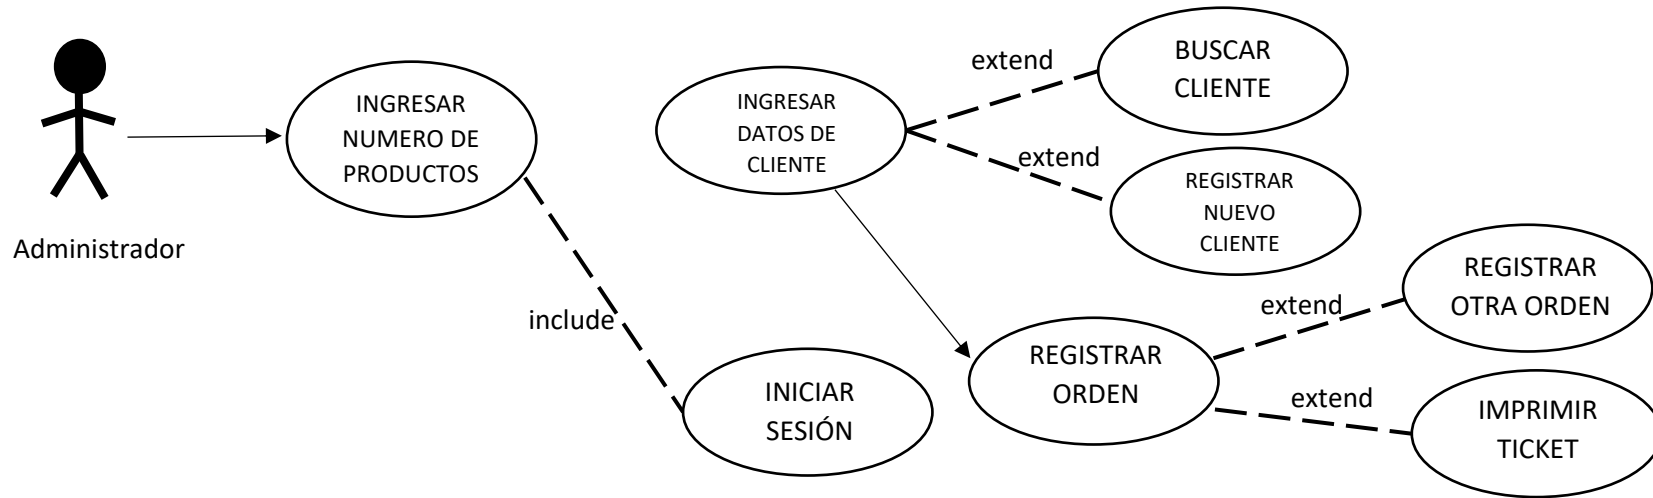 Administrador
INGRESAR
NUMERO DE
PRODUCTOS
include
INICIAR
SESIÓN
INGRESAR
DATOS DE
CLIENTE
extend
BUSCAR
CLIENTE
extend
REGISTRAR
NUEVO
CLIENTE
REGISTRAR
ORDEN
extend
REGISTRAR
OTRA ORDEN
extend
IMPRIMIR
TICKET